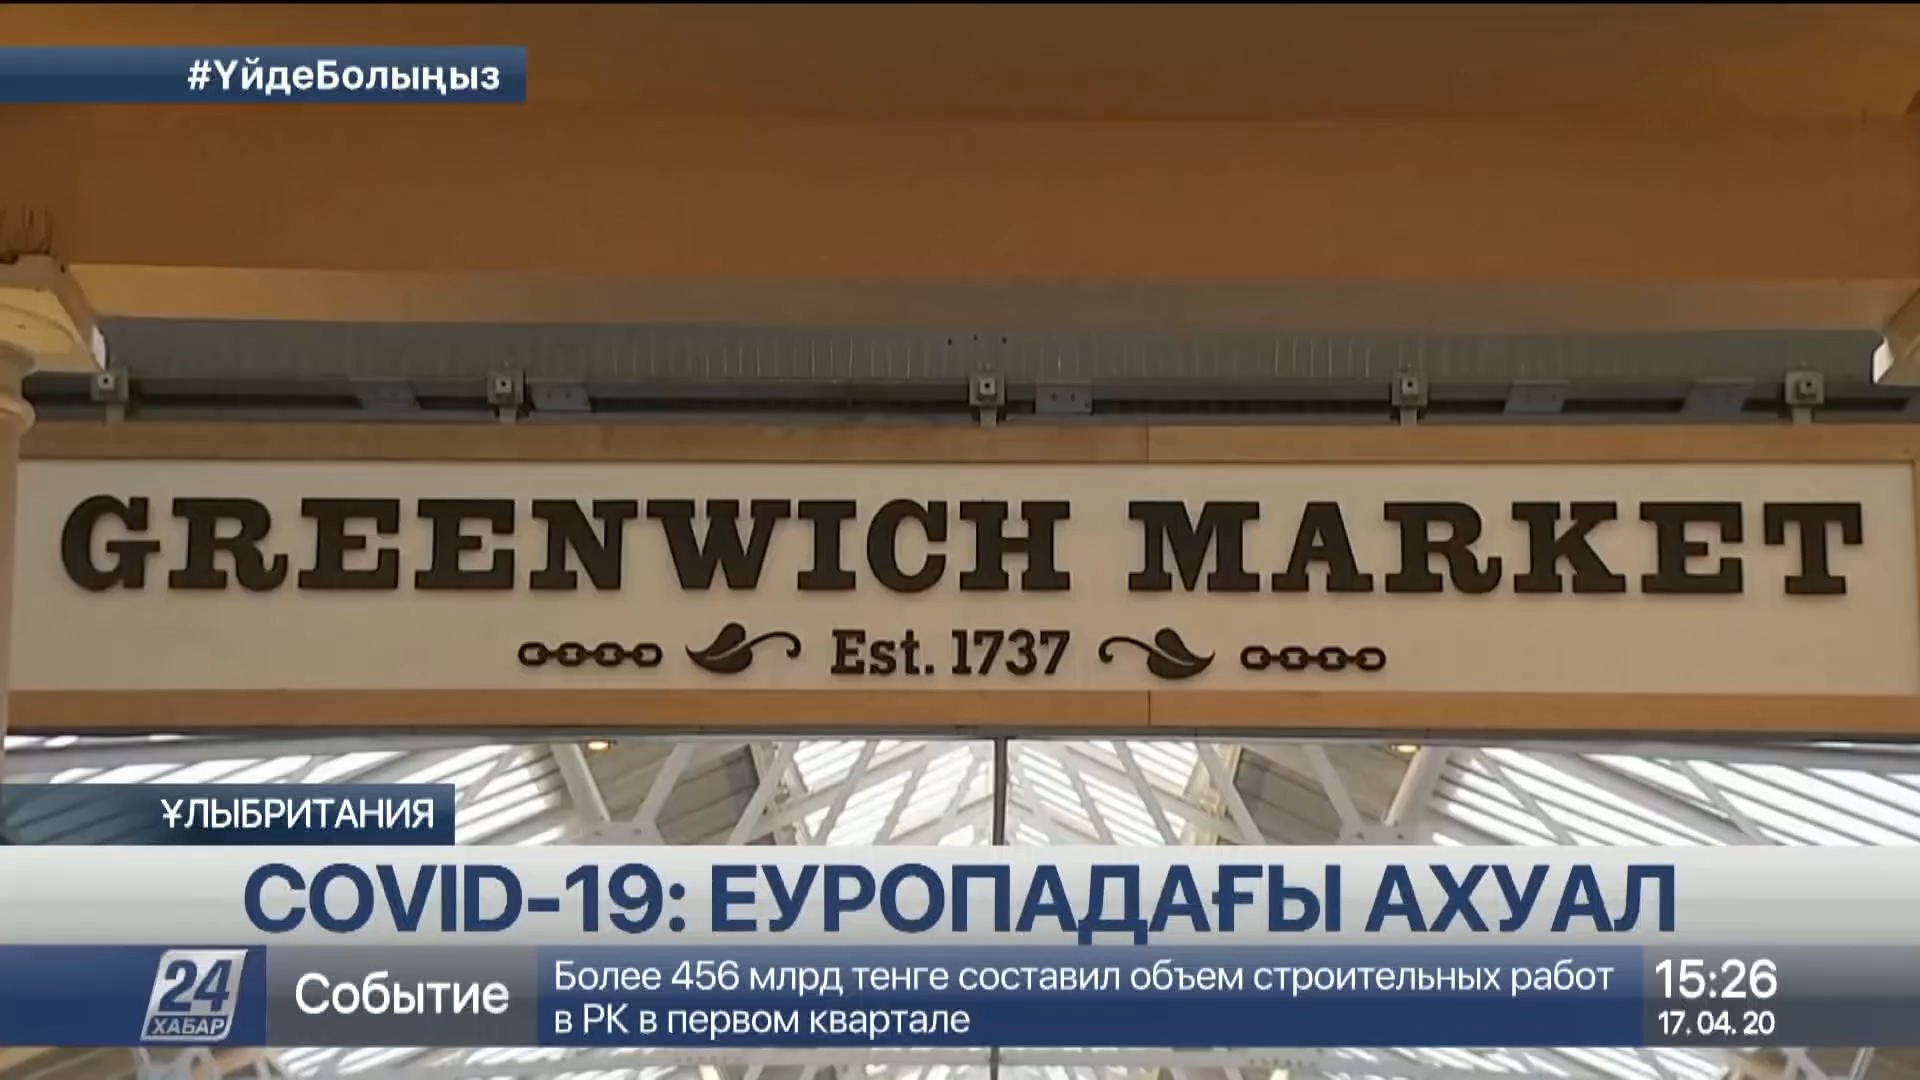 #ҮйдеБолыңыз
GREENWICH MARKET
Est. 1737
ҰЛЫБРИТАНИЯ
COVID-19: ЕУРОПАДАҒЫ АХУАЛ
24
ХАБАР
Событие
Более 456 млрд тенге составил объем строительных работ
в РК в первом квартале
15:26
17. 04. 20